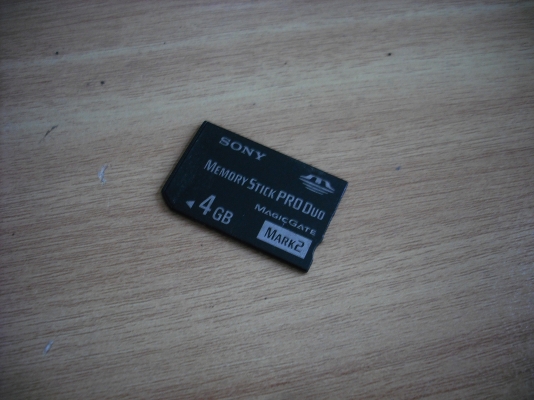 SONY
MEMORY STICK PRO DUO
MAGICGATE
4GB
MARK2